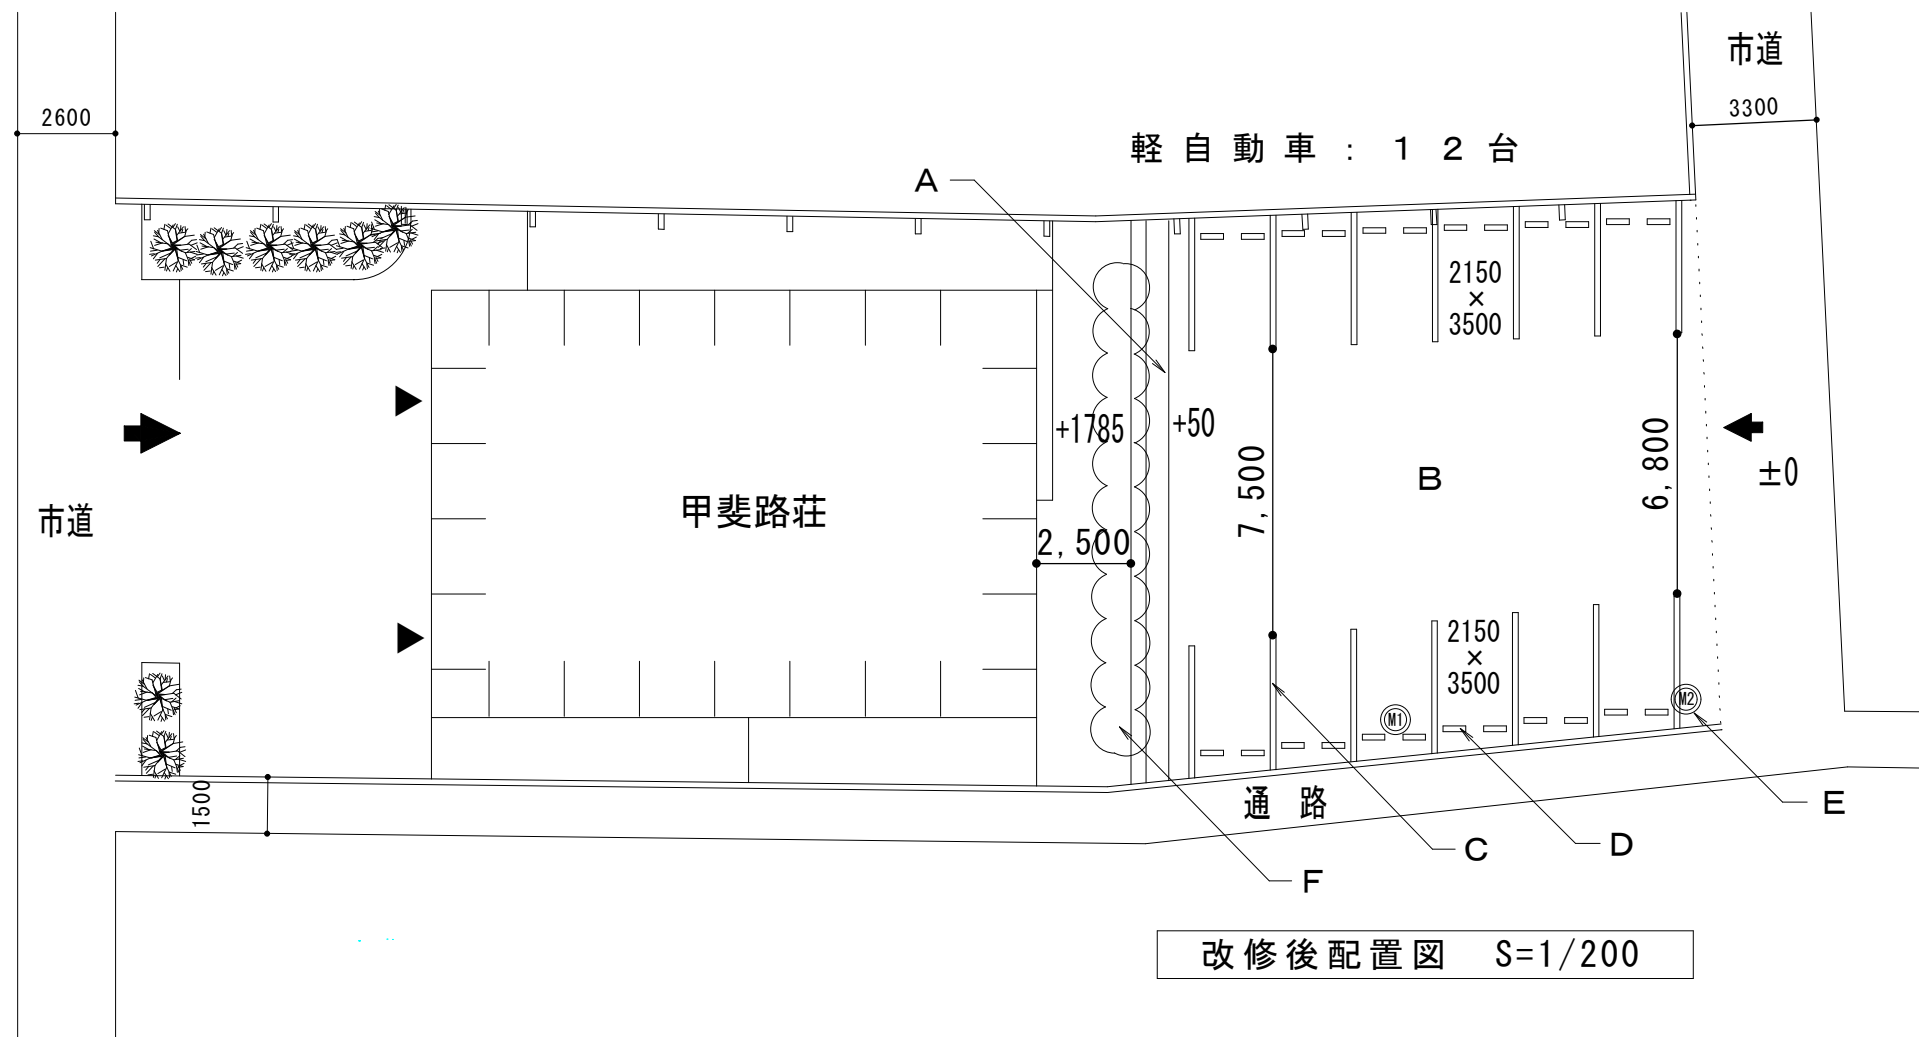 市道
2600
3300
軽自動車：１２台
A
2150
×
3500
+1785
+50
7,500
6,800
B
±0
市道
甲斐路荘
2,500
2150
×
3500
M1
M2
1500
通 路
E
C
D
F
改修後配置図 S=1/200